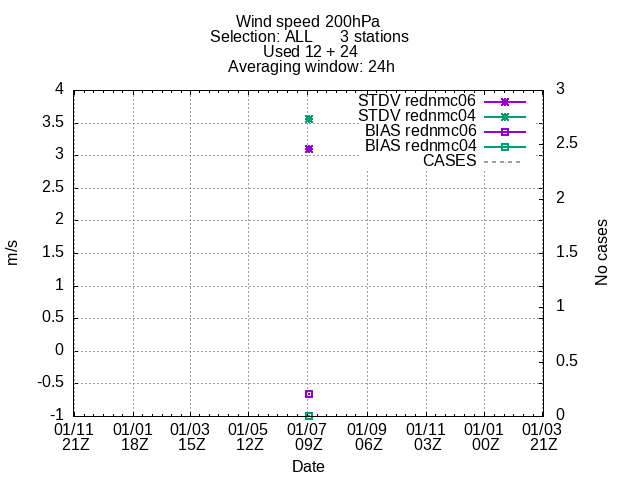 Wind speed 200hPa
Selection: ALL 3 stations
Used 12 + 24
Averaging window: 24h
STDV rednmc06
STDV rednmc04
BIAS rednmc06
BIAS rednmc04
CASES
4
3.5
3
2.5
2
1.5
1
0.5
0
-0.5
-1
m/s
3
2.5
2
1.5
1
0.5
0
No cases
01/11 01/01 01/03 01/05 01/07 01/09 01/11 01/01 01/03
21Z 18Z 15Z 12Z 09Z 06Z 03Z 00Z 21Z
Date